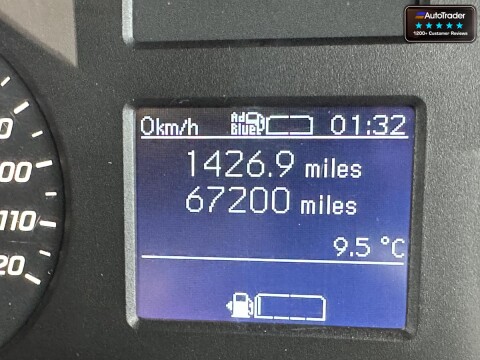 AutoTrader
1200+ Customer Reviews
0km/h
Ad
Blue
01:32
1426.9 miles
67200 miles
9.5 °C
00
110
20